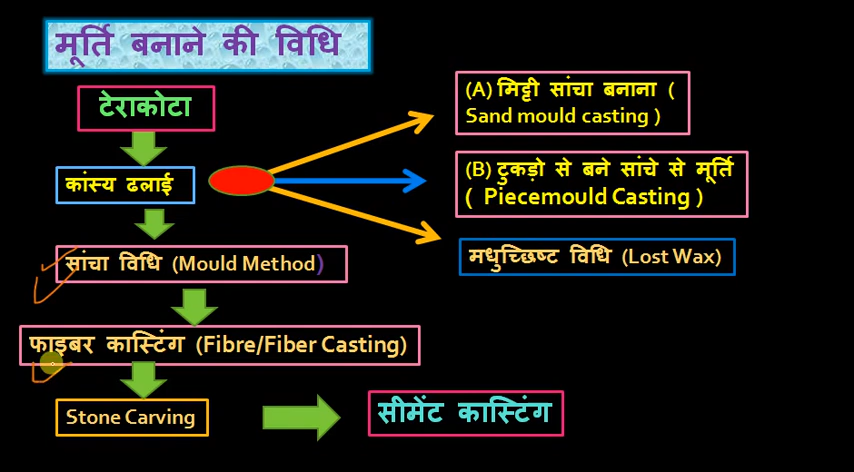 मूर्ति बनाने की विधि
टेराकोटा
कांस्य ढलाई
(A) मिट्टी सांचा बनाना (
Sand mould casting )
(B) टुकड़ो से बने सांचे से मूर्ति
( Piecemould Casting )
मधुच्छिष्ट विधि (Lost Wax)
सांचा विधि (Mould Method)
फाइबर कास्टिंग (Fibre/Fiber Casting)
Stone Carving
सीमेंट कास्टिंग